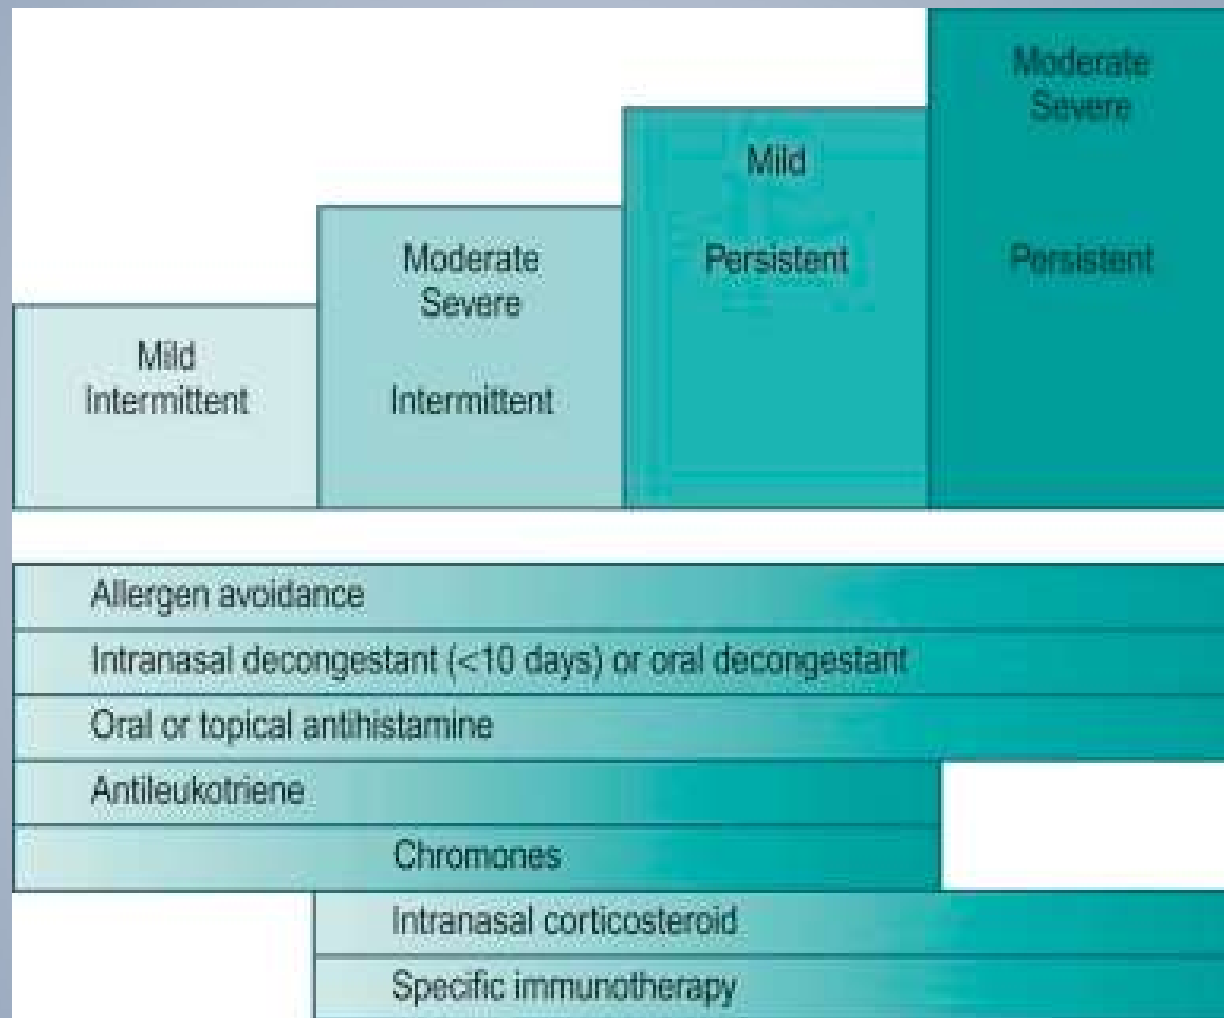 Mild
Intermittent
Moderate
Severe
Intermittent
Mild
Persistent
Moderate
Severe
Persistent
Allergen avoidance
Intranasal decongestant (<10 days) or oral decongestant
Oral or topical antihistamine
Antileukotriene
Chromones
Intranasal corticosteroid
Specific immunotherapy